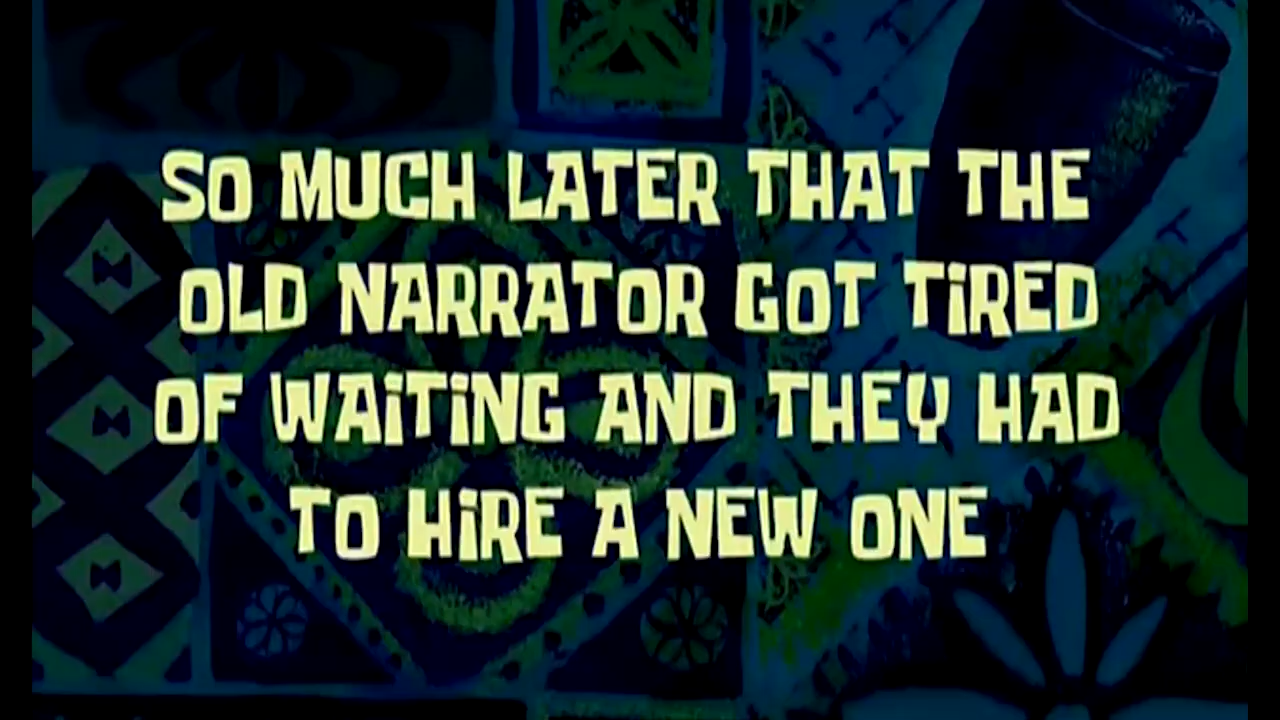 SO MUCH LATER THAT THE
OLD NARRATOR GOT TiRED
OF WAiTiNG AND THEY HAD
TO HiRE A NEW ONE